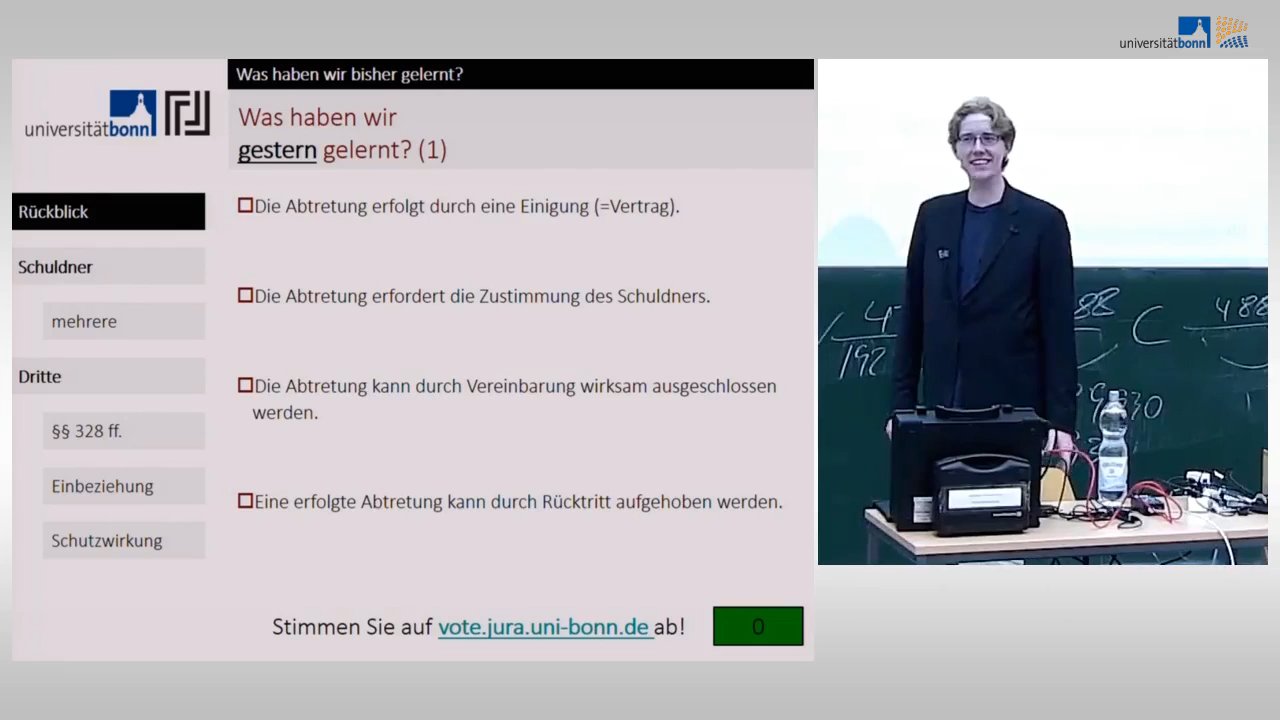 universitätbonn
Was haben wir bisher gelernt?
universitätbonn
Was haben wir
gestern gelernt? (1)
Rückblick
Schuldner
mehrere
Dritte
§§ 328 ff.
Einbeziehung
Schutzwirkung
Die Abtretung erfolgt durch eine Einigung (=Vertrag).
Die Abtretung erfordert die Zustimmung des Schuldners.
Die Abtretung kann durch Vereinbarung wirksam ausgeschlossen
werden.
Eine erfolgte Abtretung kann durch Rücktritt aufgehoben werden.
Stimmen Sie auf vote.jura.uni-bonn.de ab!
0
88 C 488
192